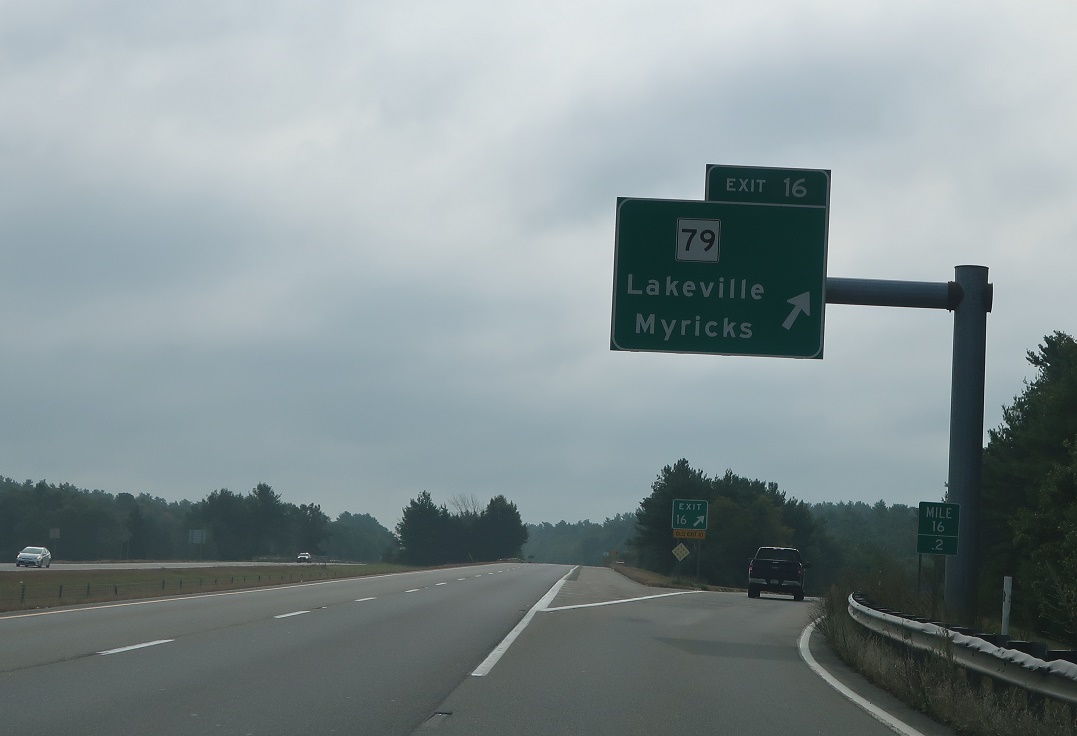 EXIT 16
79
Lakeville
Myricks
EXIT
16
MILE
16
.2